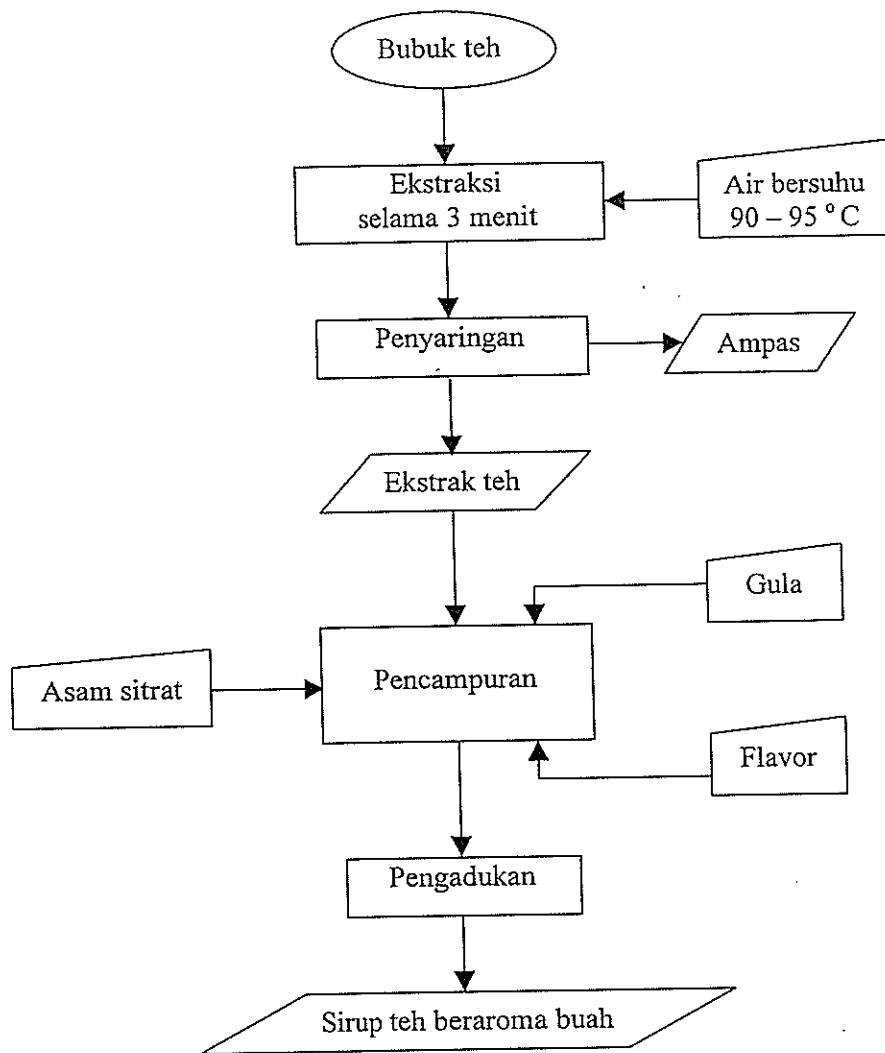 Bubuk teh
Ekstraksi
selama 3 menit
Air bersuhu
90 – 95 °C
Penyaringan
Ampas
Ekstrak teh
Gula
Asam sitrat
Pencampuran
Flavor
Pengadukan
Sirup teh beraroma buah